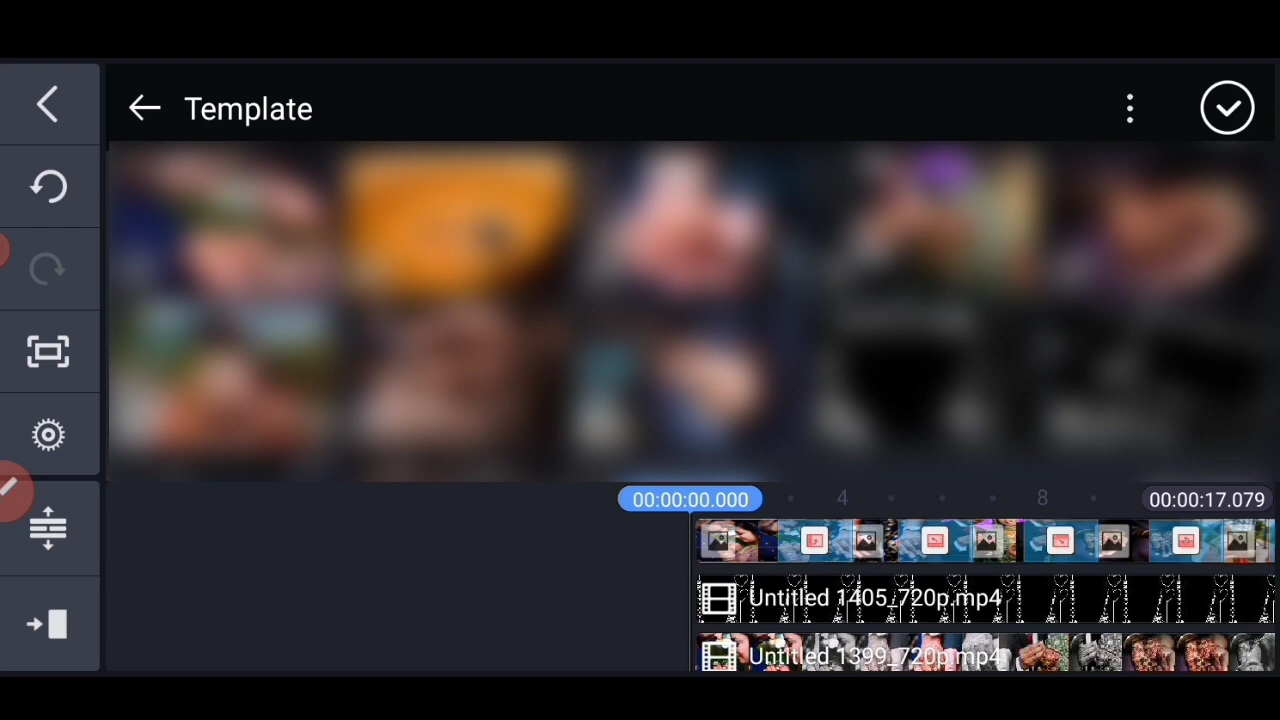 Template
00:00:00.000
4
8
00:00:17.079
Untitled 1405_720p.mp4
Untitled 1399_720p.mp4